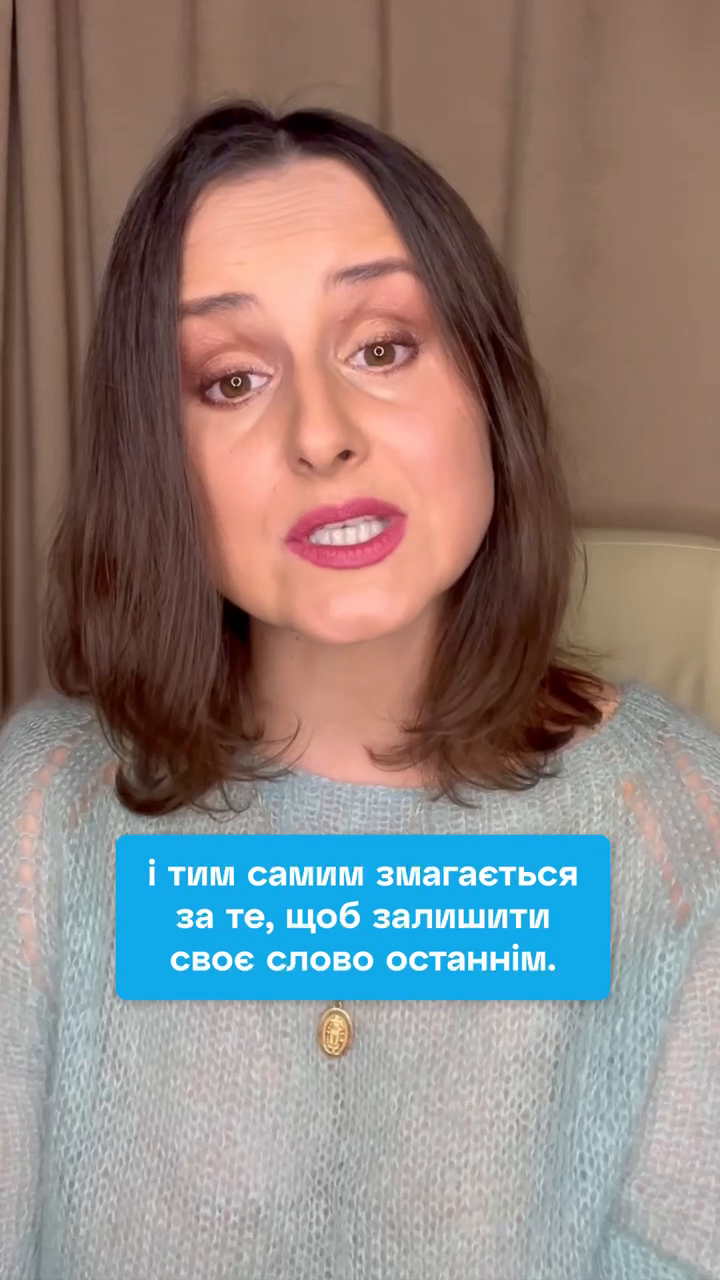 і тим самим змагається
за те, щоб залишити
своє слово останнім.